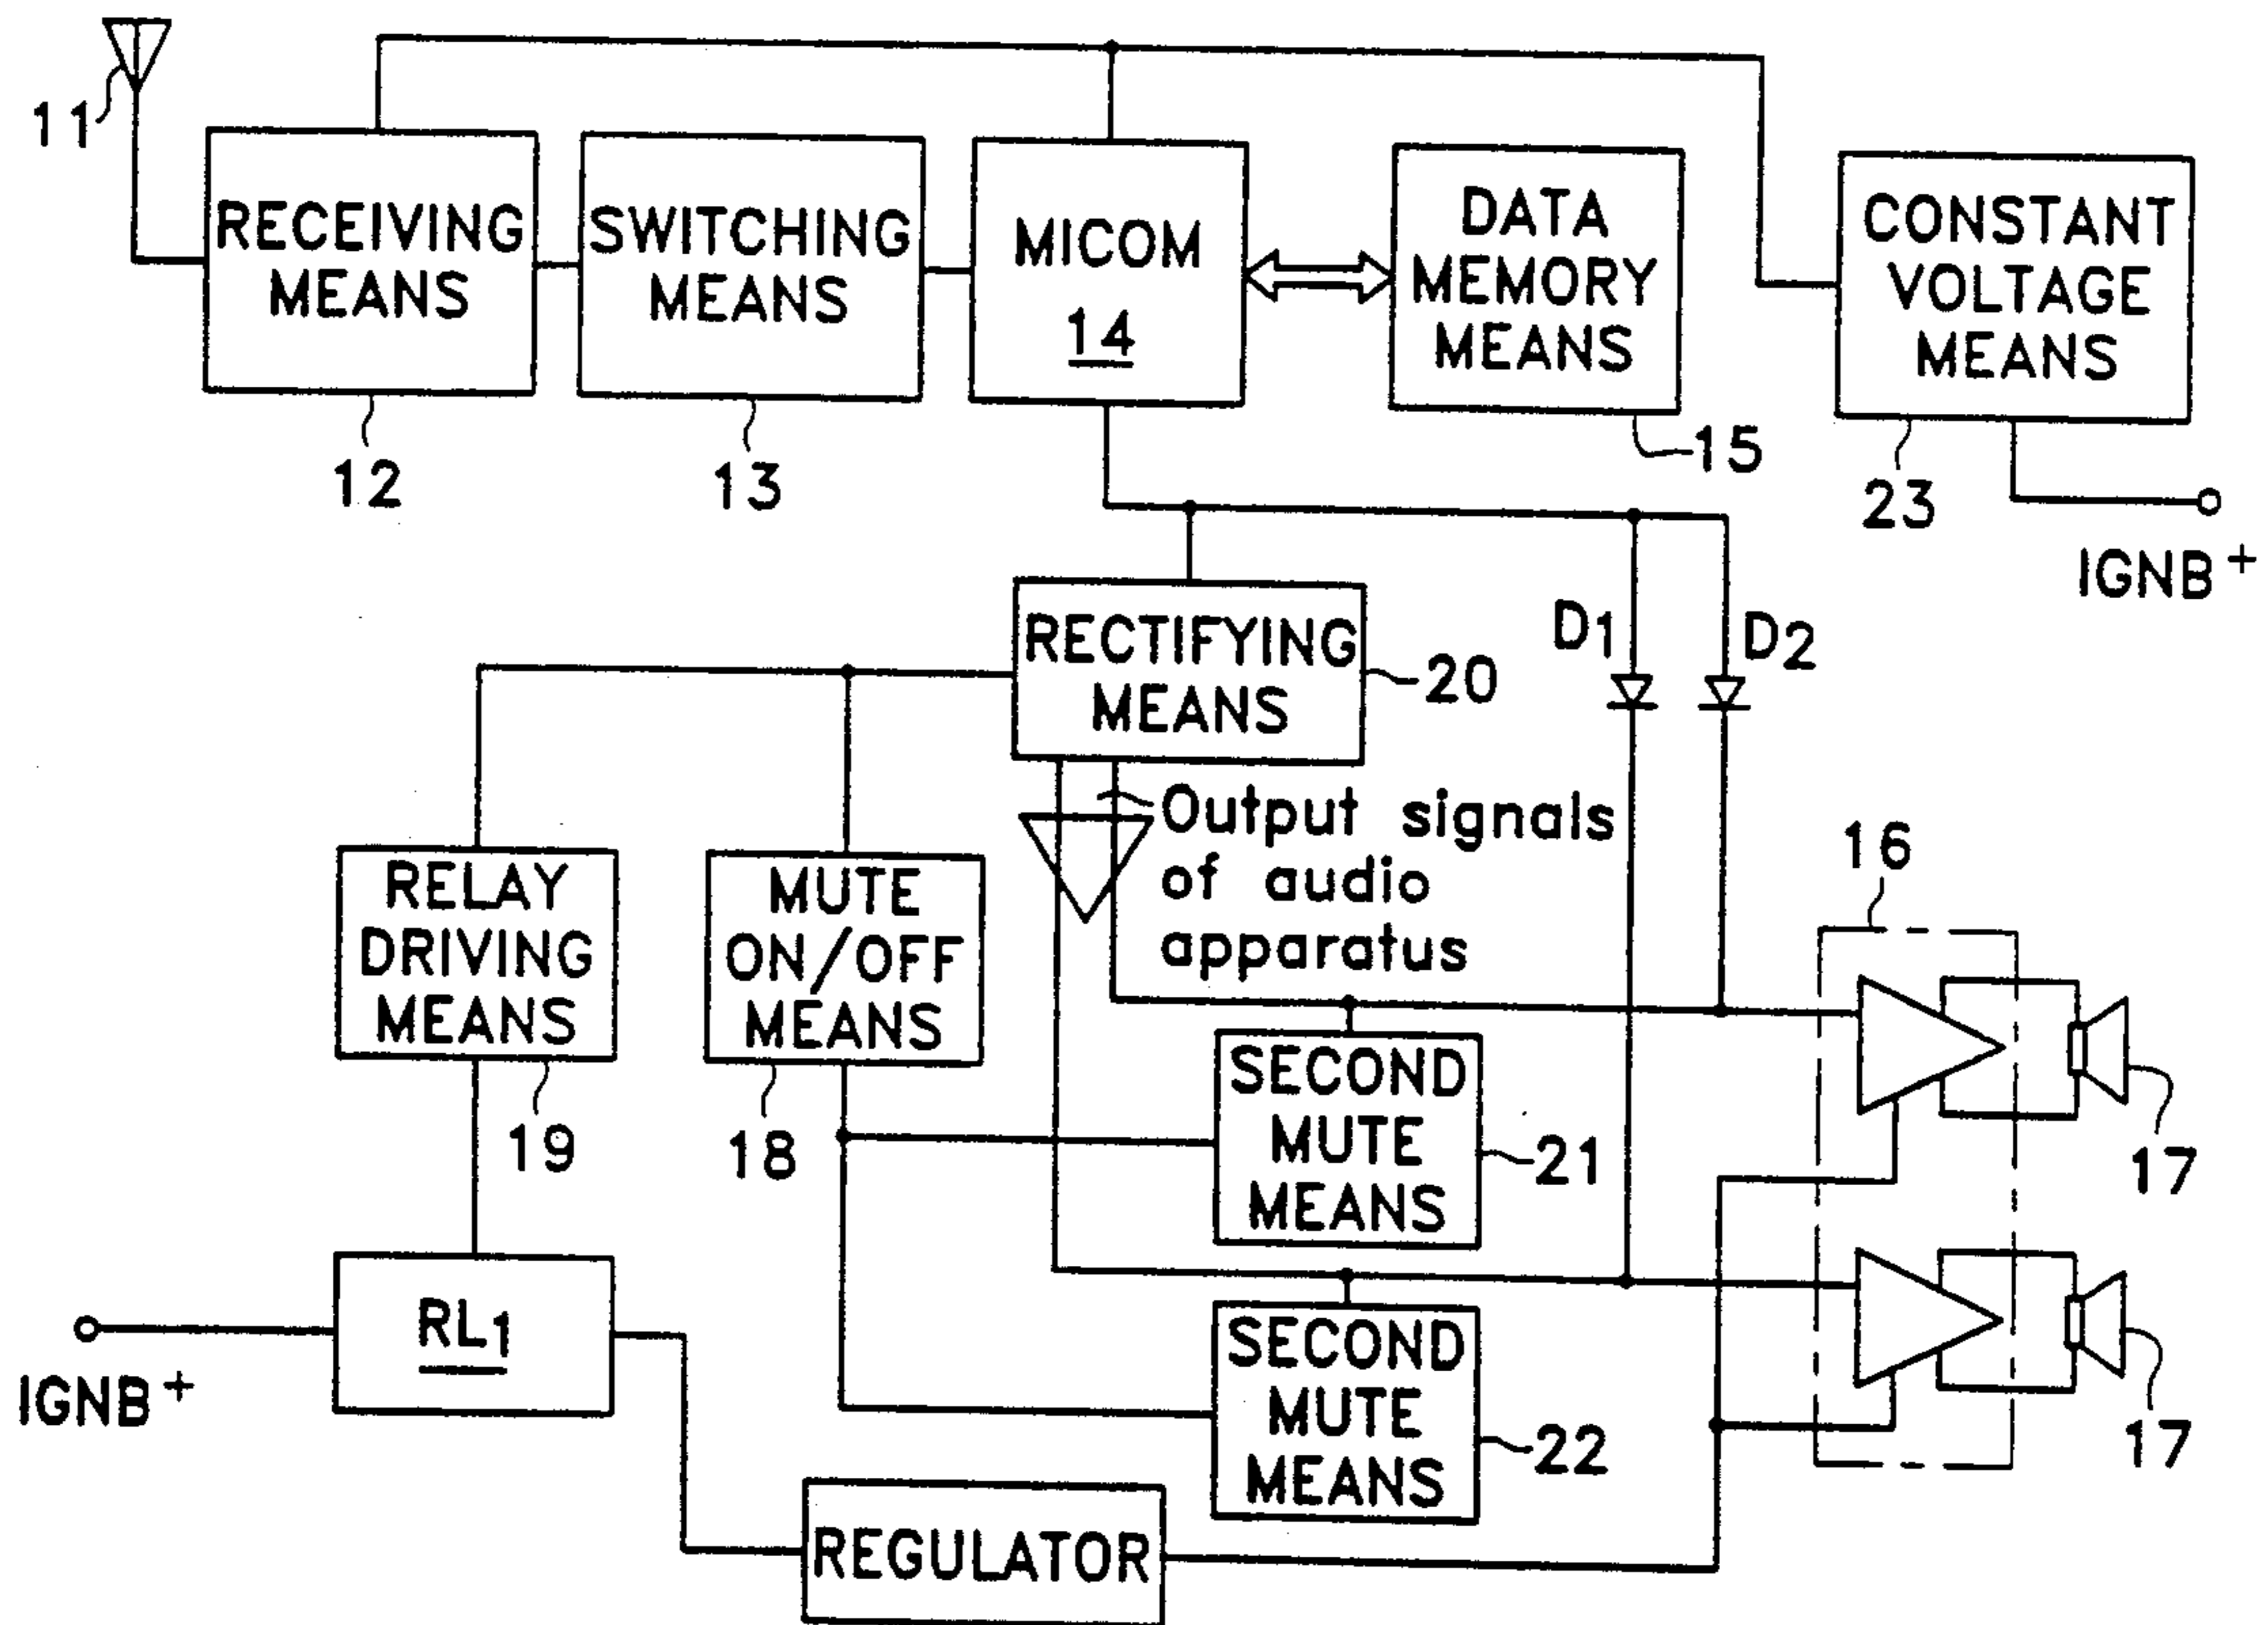 11
RECEIVING
MEANS
12
SWITCHING
MEANS
13
MICOM
14
DATA
MEMORY
MEANS
15
CONSTANT
VOLTAGE
MEANS
23
IGNB+
RECTIFYING
MEANS
20
D1
D2
Output signals
of audio
apparatus
RELAY
DRIVING
MEANS
19
MUTE
ON/OFF
MEANS
18
SECOND
MUTE
MEANS
21
16
17
RL1
IGNB+
SECOND
MUTE
MEANS
22
17
REGULATOR